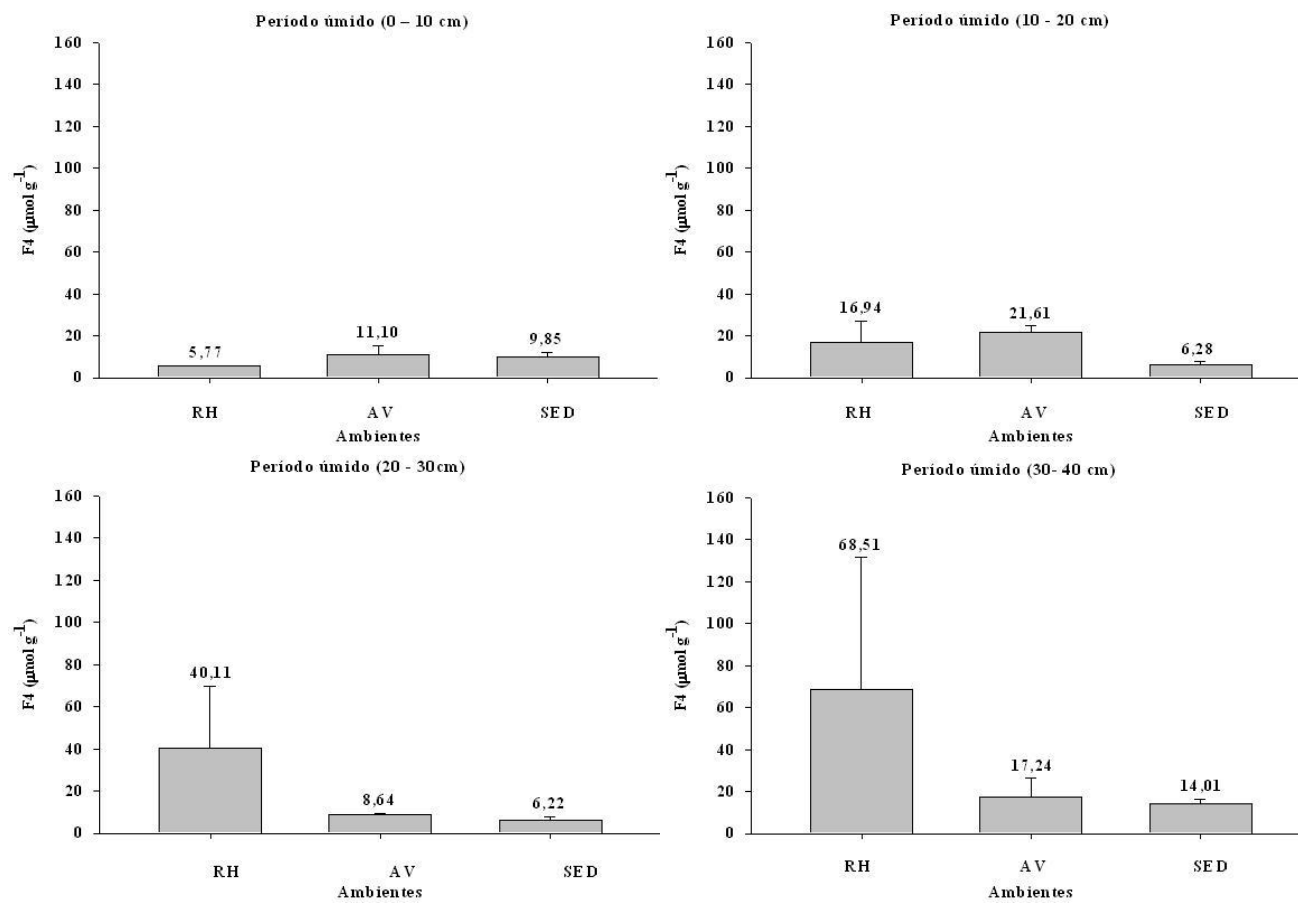 Período úmido (0 – 10 cm)
160
140
120
100
80
60
40
20
0
F4 (µmol g-1)
5,77
11,10
9,85
RH
AV
SED
Ambientes
Período úmido (10 - 20 cm)
160
140
120
100
80
60
40
20
0
F4 (µmol g-1)
16,94
21,61
6,28
RH
AV
SED
Ambientes
Período úmido (20 - 30cm)
160
140
120
100
80
60
40
20
0
F4 (µmol g-1)
40,11
8,64
6,22
RH
AV
SED
Ambientes
Período úmido (30- 40 cm)
160
140
120
100
80
60
40
20
0
F4 (µmol g-1)
68,51
17,24
14,01
RH
AV
SED
Ambientes